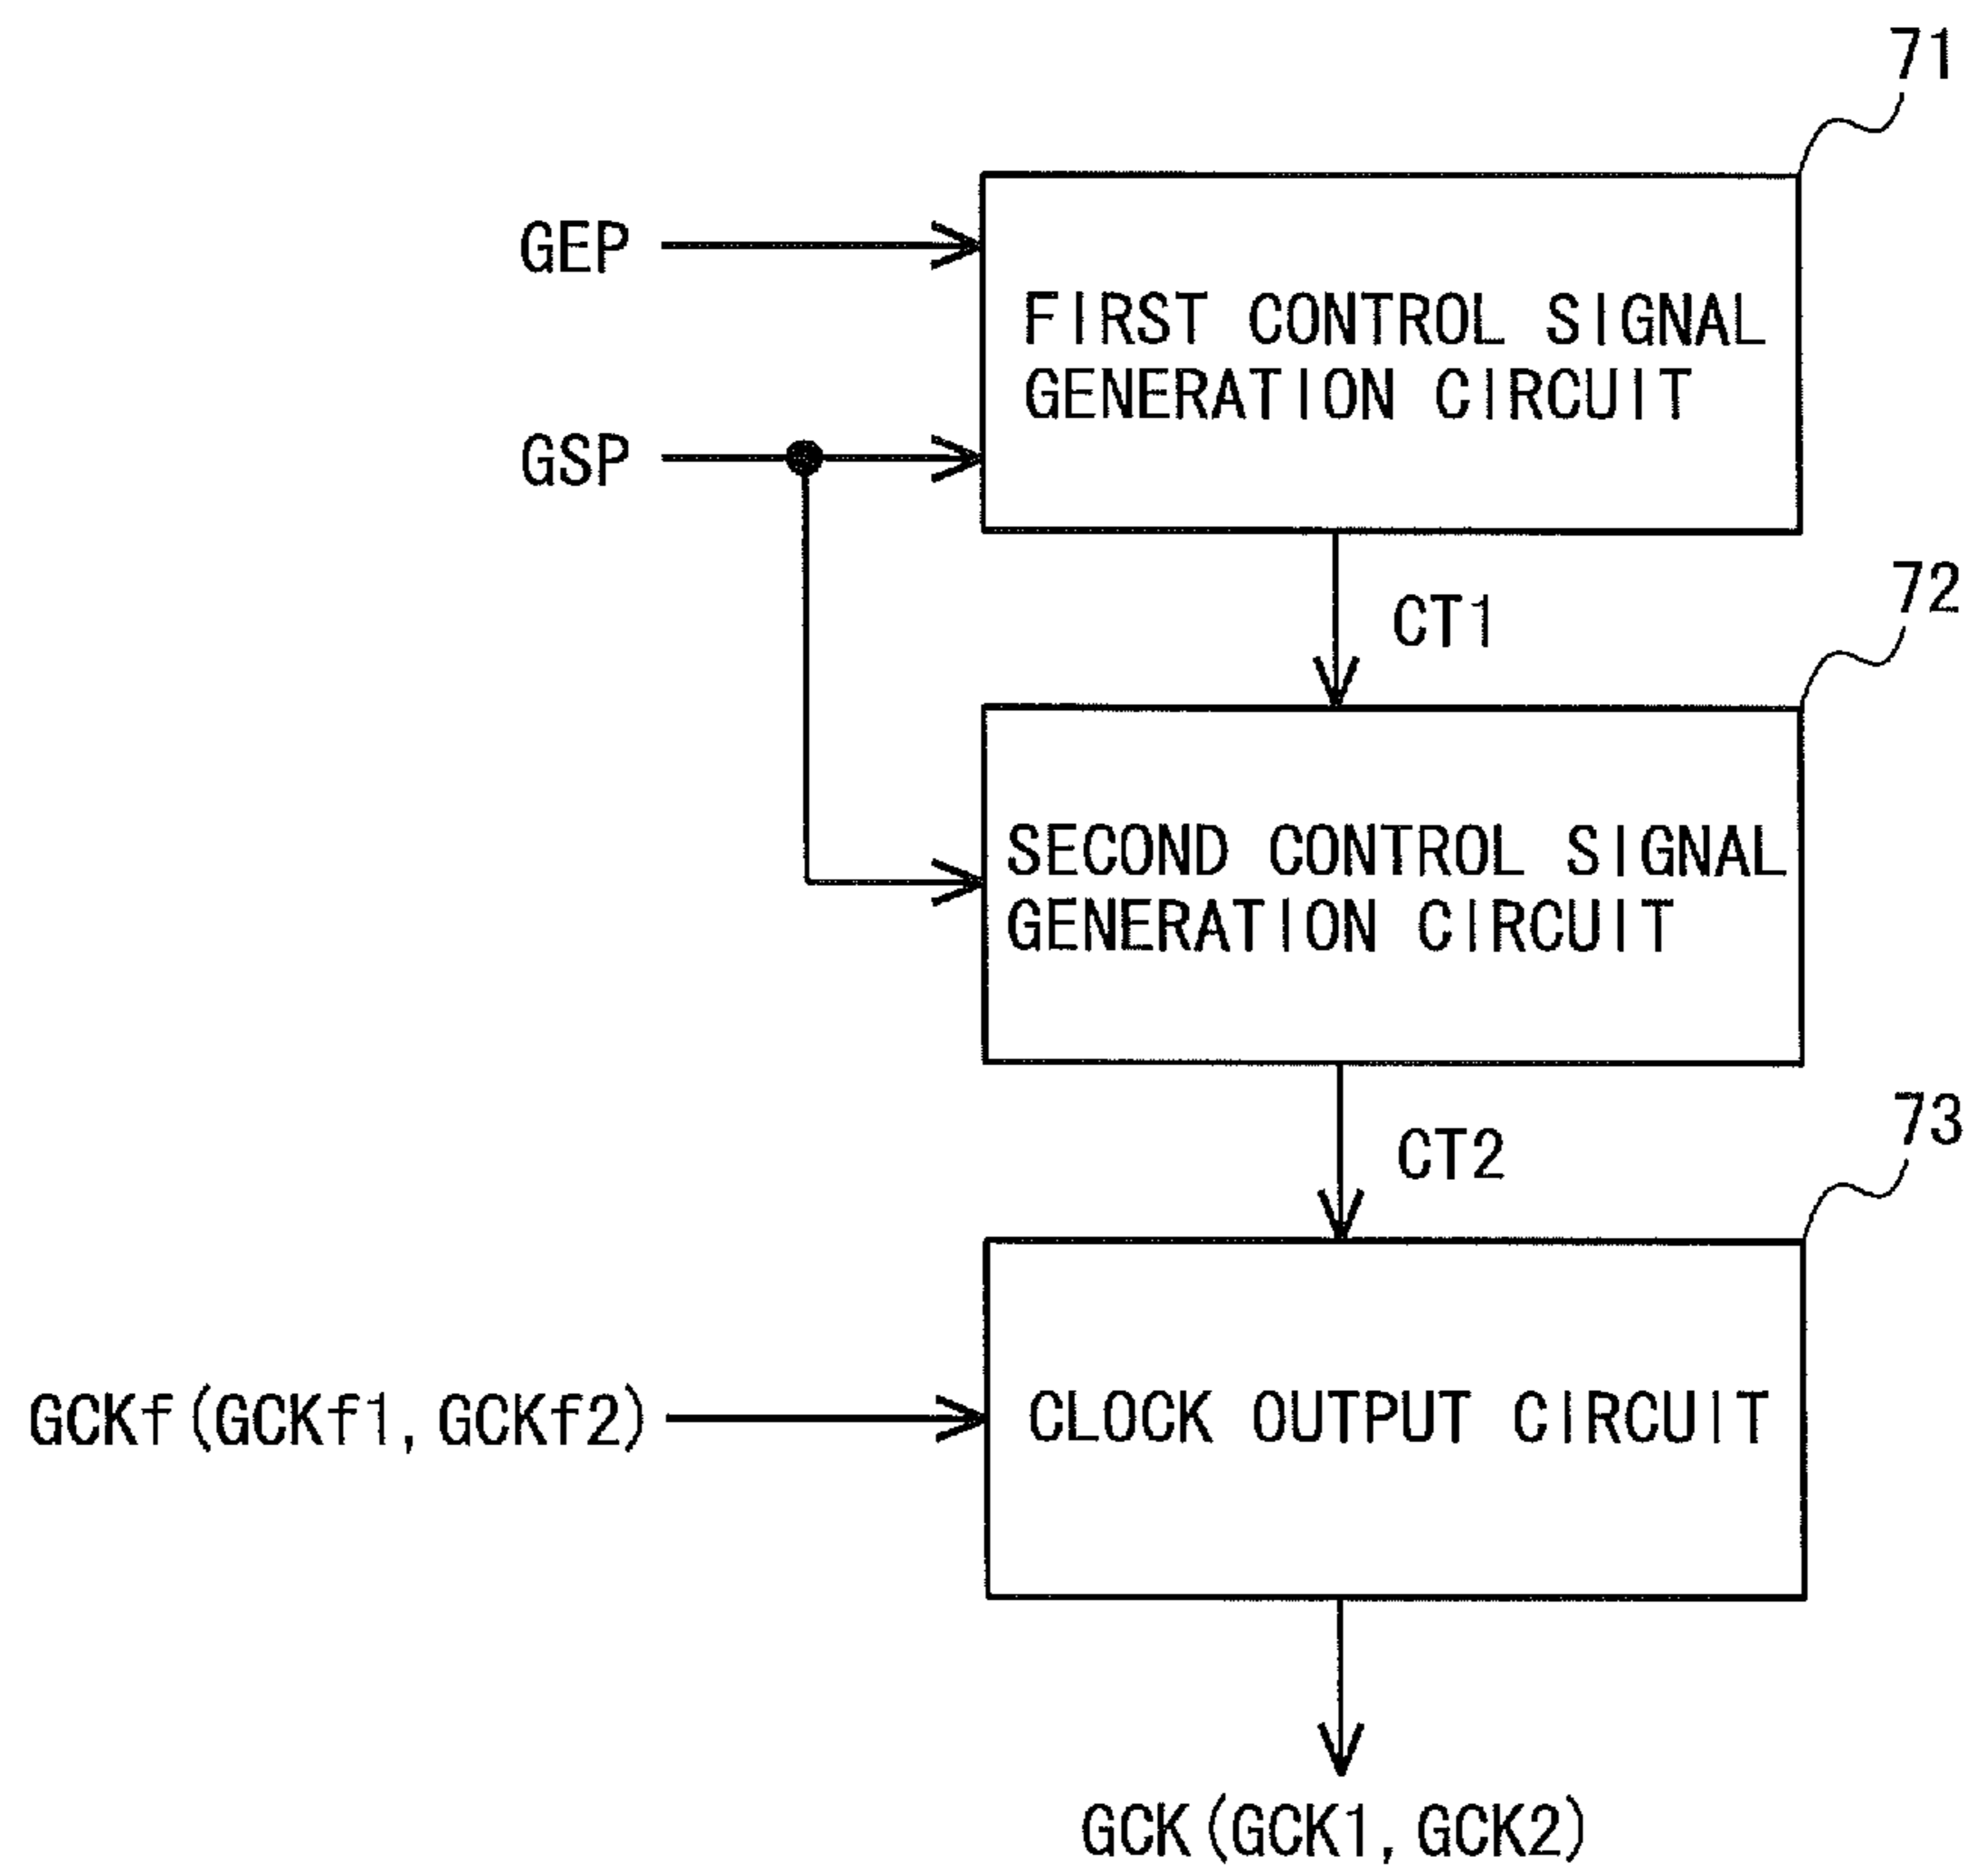 71
GEP
FIRST CONTROL SIGNAL
GENERATION CIRCUIT
GSP
CT1
72
SECOND CONTROL SIGNAL
GENERATION CIRCUIT
CT2
73
GCKf(GCKf1,GCKf2)
CLOCK OUTPUT CIRCUIT
GCK(GCK1,GCK2)